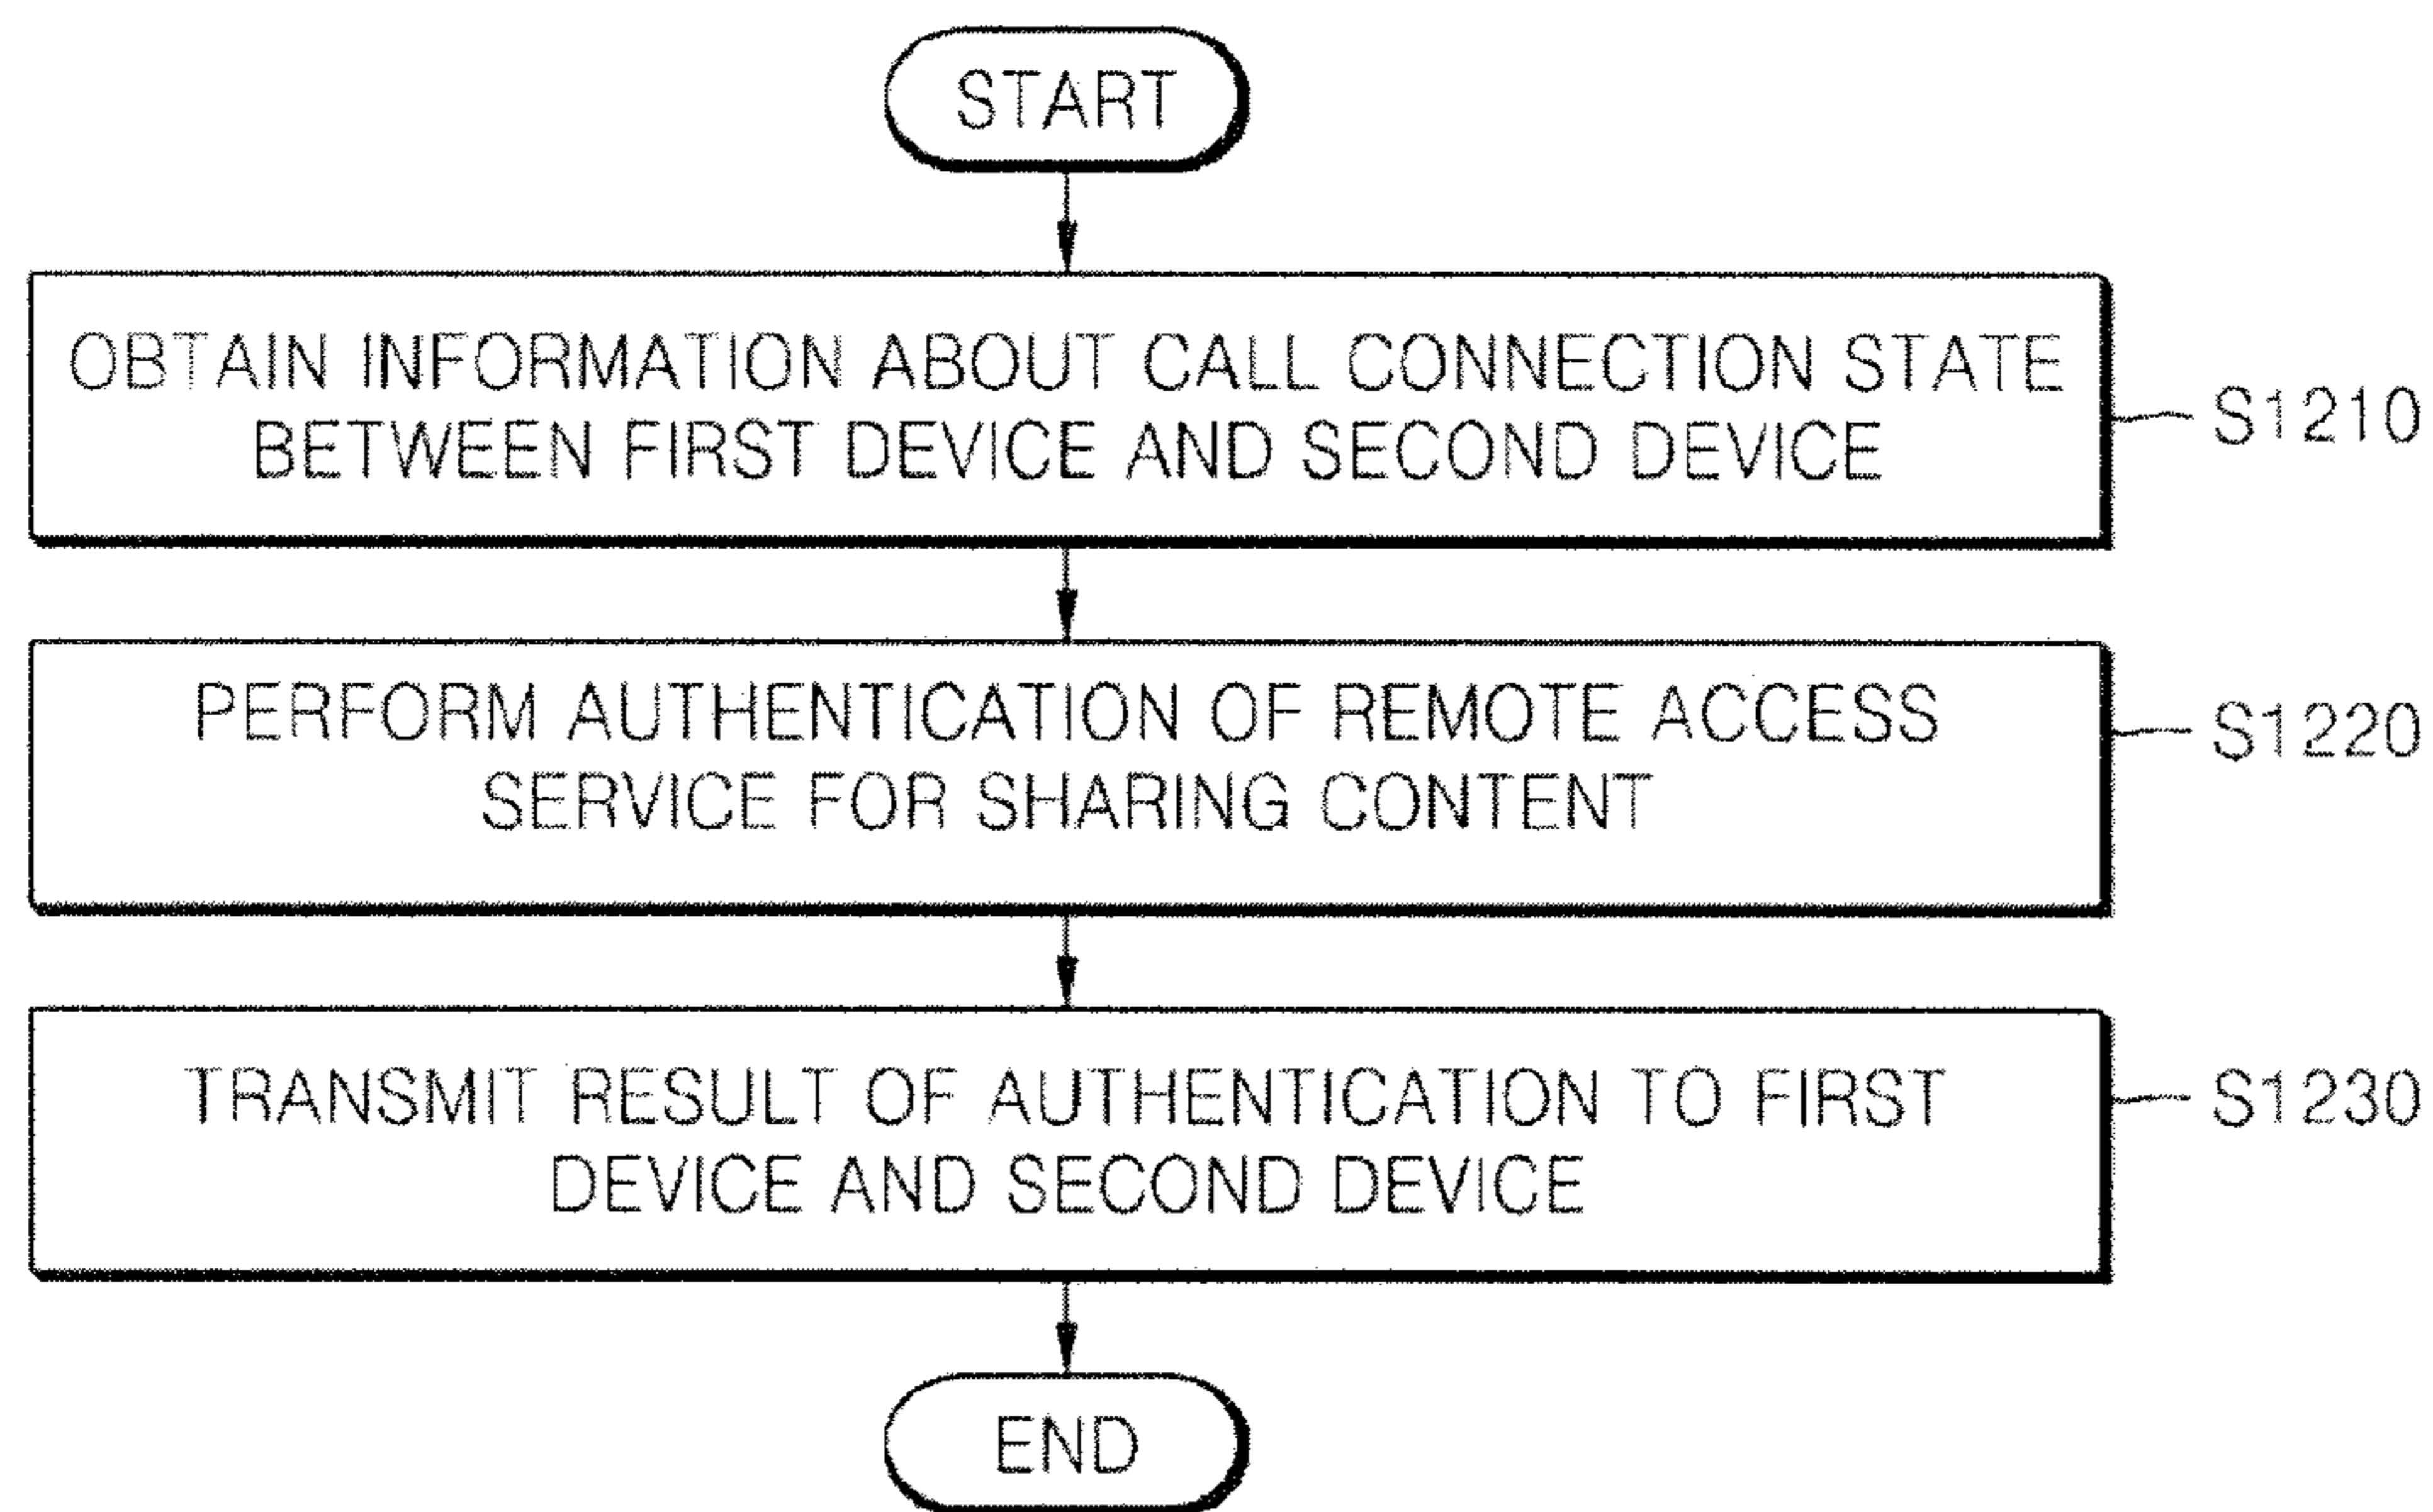 START
OBTAIN INFORMATION ABOUT CALL CONNECTION STATE
BETWEEN FIRST DEVICE AND SECOND DEVICE
S1210
PERFORM AUTHENTICATION OF REMOTE ACCESS
SERVICE FOR SHARING CONTENT
S1220
TRANSMIT RESULT OF AUTHENTICATION TO FIRST
DEVICE AND SECOND DEVICE
S1230
END